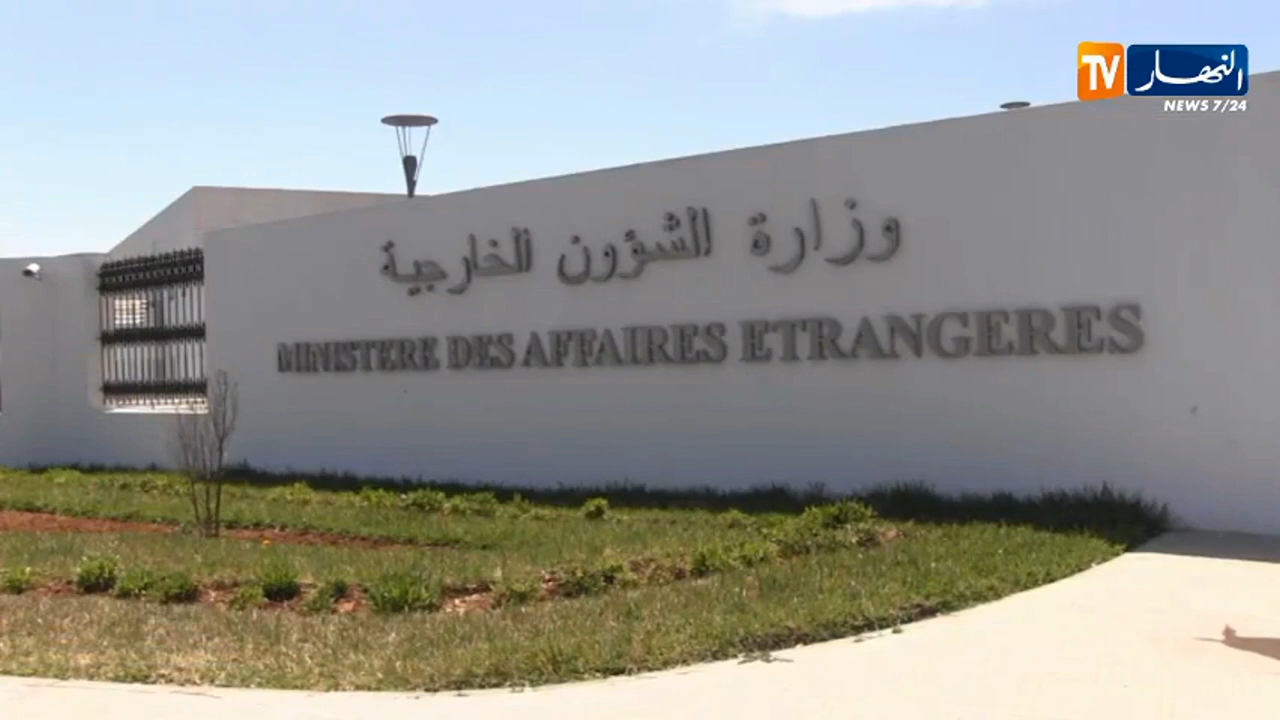 TV النهار
NEWS 7/24
وزارة الشؤون الخارجية
MINISTERE DES AFFAIRES ETRANGERES